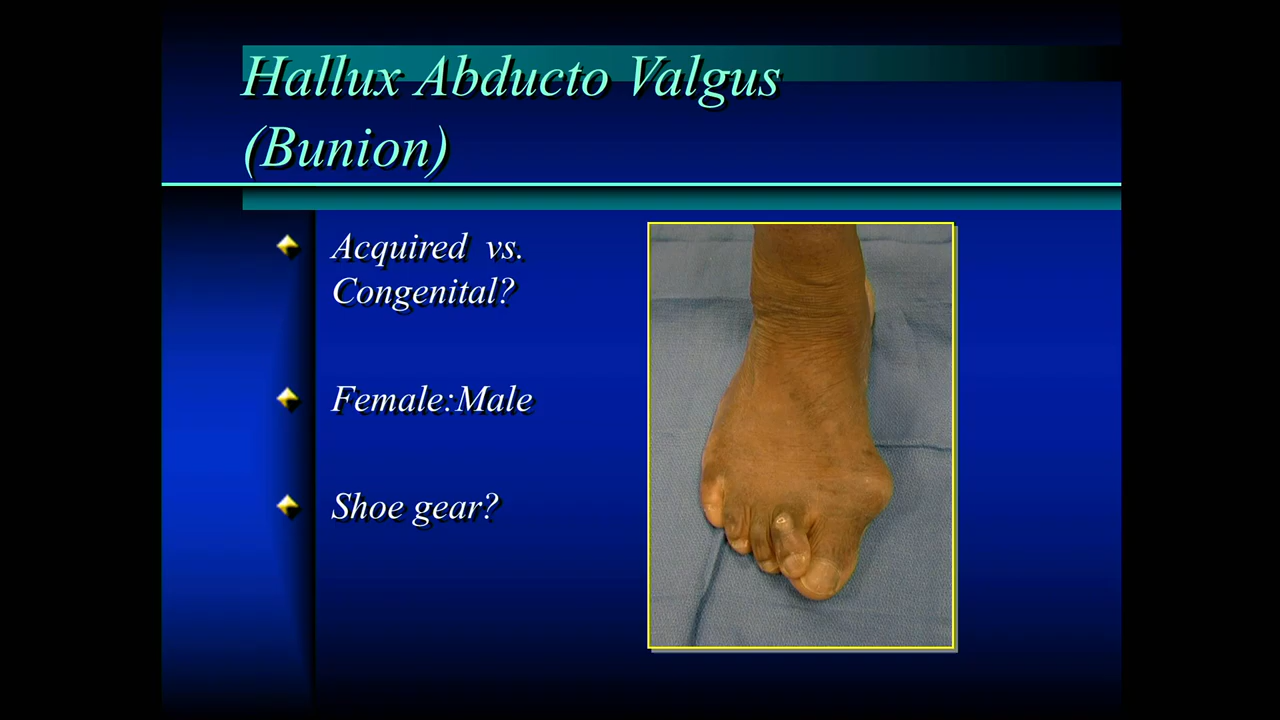 Hallux Abducto Valgus
(Bunion)
Acquired vs.
Congenital?
Female:Male
Shoe gear?